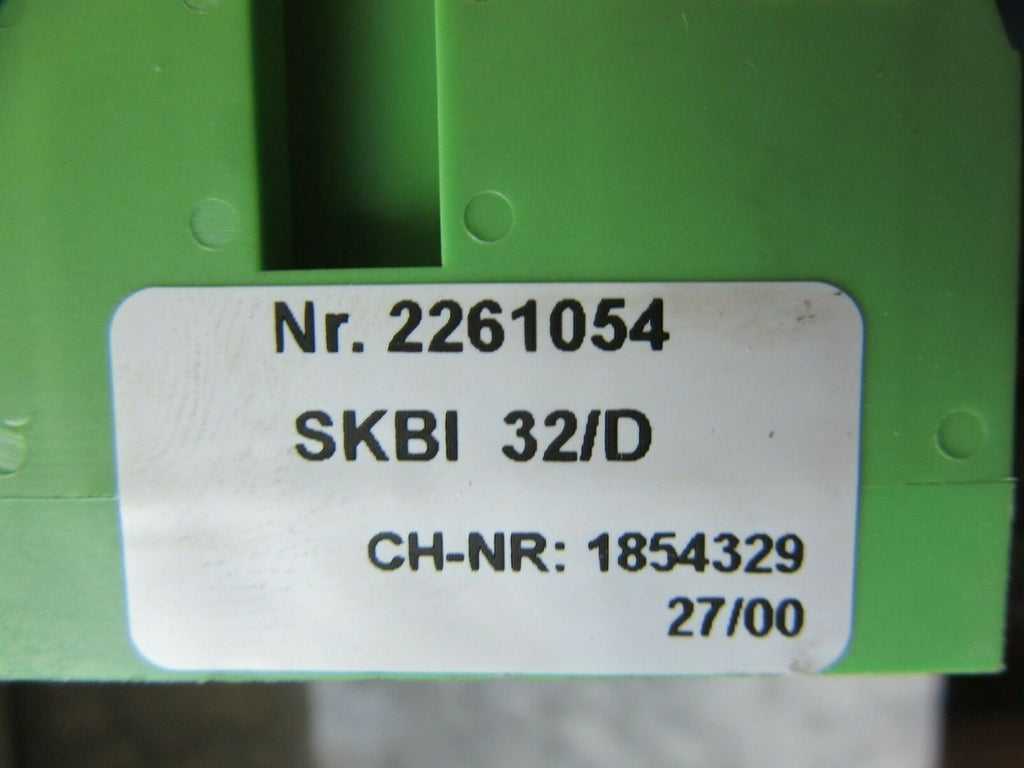 Nr. 2261054
SKBI 32/D
CH-NR: 1854329
27/00